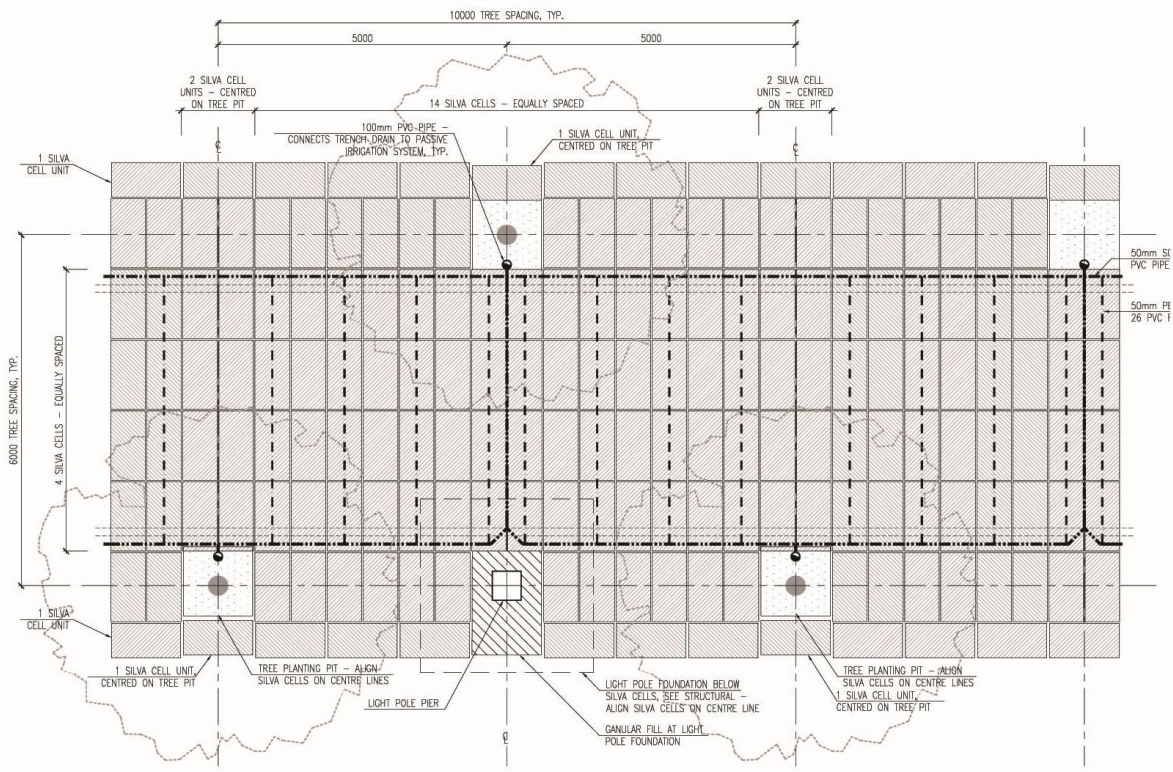 10000 TREE SPACING, TYP.
5000
5000
2 SILVA CELL
UNITS - CENTRED
ON TREE PIT
2 SILVA CELL
UNITS - CENTRED
ON TREE PIT
14 SILVA CELLS - EQUALLY SPACED
100mm PVC PIPE -
CONNECTS TRENCH DRAIN TO PASSIVE
IRRIGATION SYSTEM, TYP.
1 SILVA CELL UNIT,
CENTRED ON TREE PIT
1 SILVA
CELL UNIT
50mm
PVC PIPE
50mm
26 PVC
6000 TREE SPACING, TYP.
4 SILVA CELLS - EQUALLY SPACED
1 SILVA
CELL UNIT
1 SILVA CELL UNIT,
CENTRED ON TREE PIT
TREE PLANTING PIT - ALIGN
SILVA CELLS ON CENTRE LINES
LIGHT POLE PIER
LIGHT POLE FOUNDATION BELOW
SILVA CELLS, SEE STRUCTURAL -
ALIGN SILVA CELLS ON CENTRE LINE
GANULAR FILL AT LIGHT
POLE FOUNDATION
TREE PLANTING PIT - ALIGN
SILVA CELLS ON CENTRE LINES
1 SILVA CELL UNIT,
CENTRED ON TREE PIT